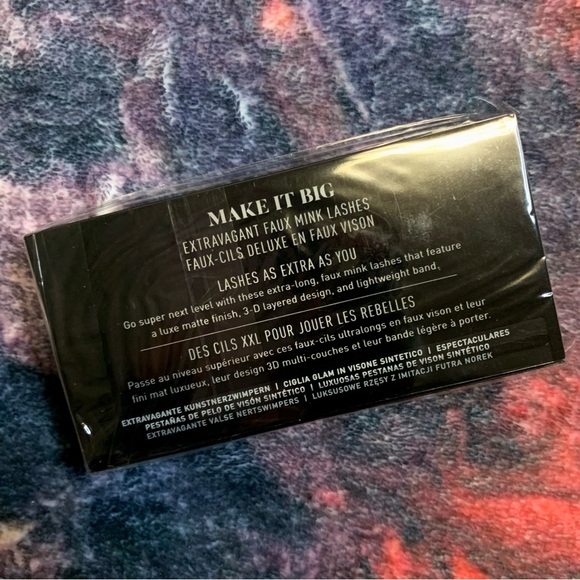 MAKE IT BIG
EXTRAVAGANT FAUX MINK LASHES
FAUX-CILS DELUXE EN FAUX VISON
LASHES AS EXTRA AS YOU
Go super next level with these extra-long, faux mink lashes that feature
a luxe matte finish, 3-D layered design, and lightweight band.
DES CILS XXL POUR JOUER LES REBELLES
Passe au niveau supérieur avec ces faux-cils ultralongs en faux vison et leur
fini mat luxueux, leur design 3D multi-couches et leur bande légère à porter.
EXTRAVAGANTE KUNSTNERZWIMPERN | CIGLIA GLAM IN VISONE SINTETICO | ESPECTACULARES
PESTAÑAS DE PELO DE VISÓN SINTÉTICO | LUXUOSAS PESTANAS DE VISON SINTÉTICO
EXTRAVAGANTE VALSE NERTSWIMPERS | LUKSUSOWE RZĘSY Z IMITACJI FUTRA NOREK